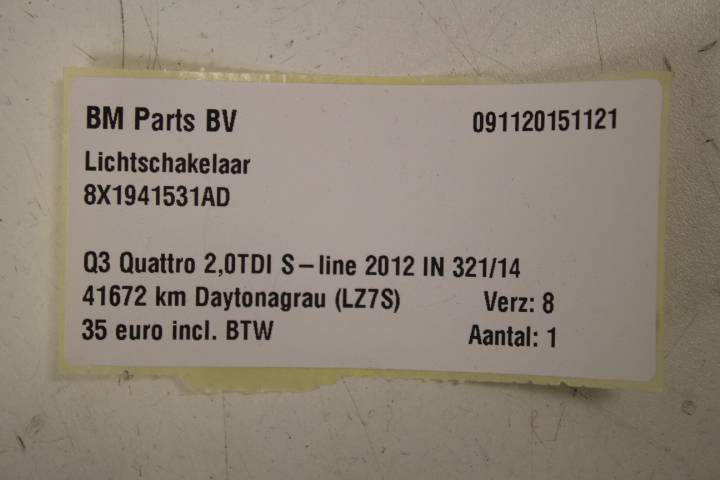 BM Parts BV 091120151121
Lichtschakelaar
8X1941531AD
Q3 Quattro 2,0TDI S-line 2012 IN 321/14
41672 km Daytonagrau (LZ7S) Verz: 8
35 euro incl. BTW Aantal: 1